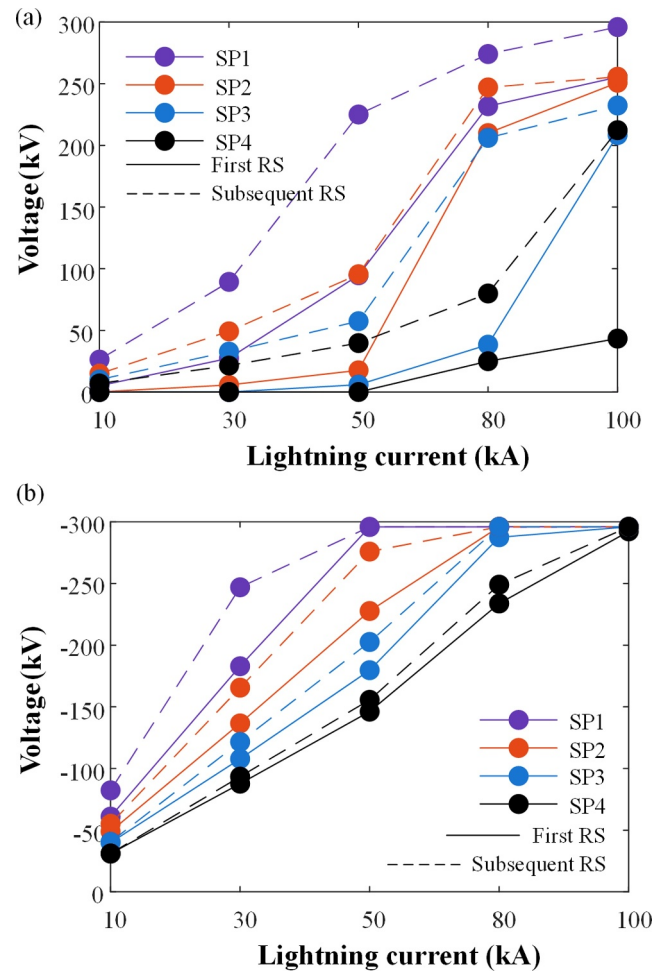 (a)
300
250
200
150
100
50
0
Voltage(kV)
SP1
SP2
SP3
SP4
First RS
Subsequent RS
10 30 50 80 100
Lightning current (kA)
(b)
-300
-250
-200
-150
-100
-50
0
Voltage(kV)
SP1
SP2
SP3
SP4
First RS
Subsequent RS
10 30 50 80 100
Lightning current (kA)